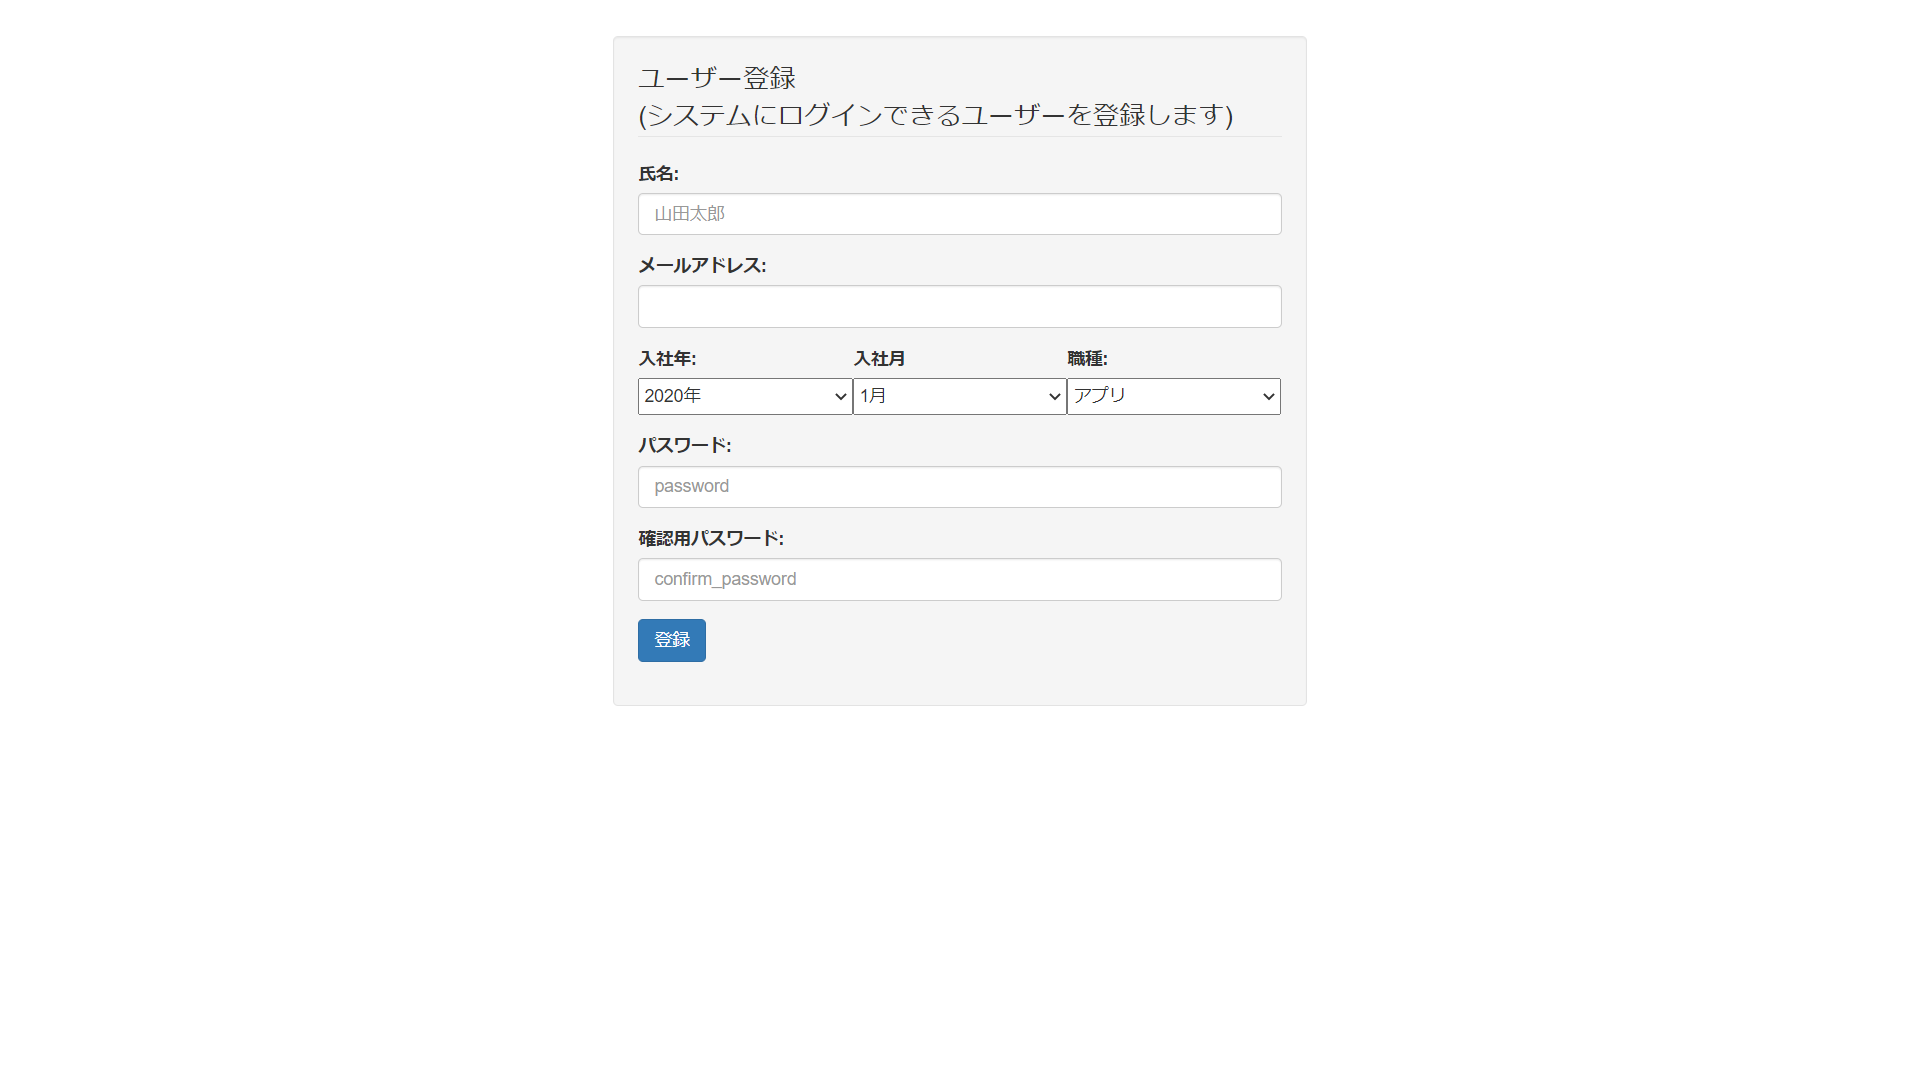 ユーザー登録
(システムにログインできるユーザーを登録します)
氏名:
山田太郎
メールアドレス:
入社年: 入社月 職種:
2020年 1月 アプリ
パスワード:
password
確認用パスワード:
confirm_password
登録